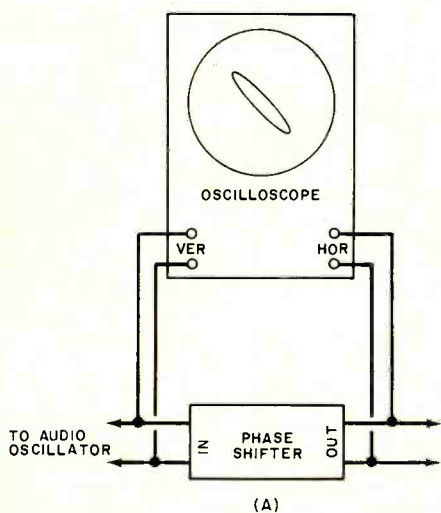 OSCILLOSCOPE
VER HOR
TO AUDIO
OSCILLATOR
IN
PHASE
SHIFTER
OUT
(A)